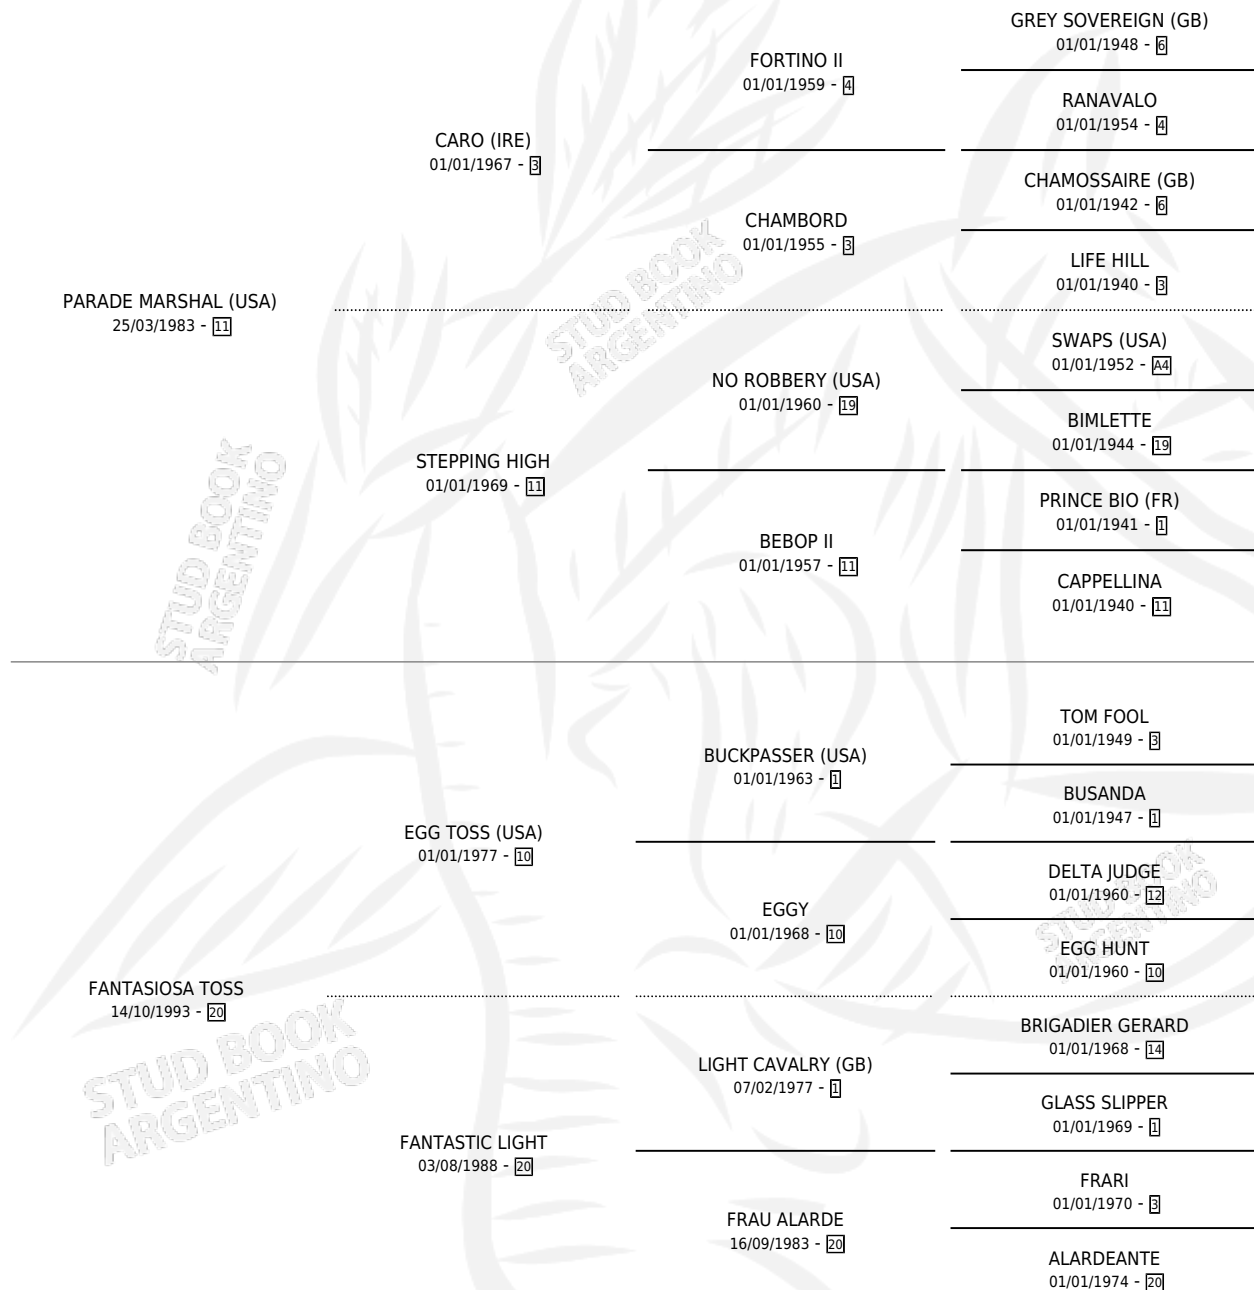 GREY SOVEREIGN (GB)
01/01/1948 - 6
FORTINO II
01/01/1959 - 4
RANAVALO
01/01/1954 - 4
CARO (IRE)
01/01/1967 - 3
CHAMOSSAIRE (GB)
01/01/1942 - 6
CHAMBORD
01/01/1955 - 3
LIFE HILL
01/01/1940 - 3
PARADE MARSHAL (USA)
25/03/1983 - 11
SWAPS (USA)
01/01/1952 - A4
NO ROBBERY (USA)
01/01/1960 - 19
BIMLETTE
01/01/1944 - 19
STEPPING HIGH
01/01/1969 - 11
PRINCE BIO (FR)
01/01/1941 - 1
BEBOP II
01/01/1957 - 11
CAPPELLINA
01/01/1940 - 11
TOM FOOL
01/01/1949 - 3
BUCKPASSER (USA)
01/01/1963 - 1
BUSANDA
01/01/1947 - 1
EGG TOSS (USA)
01/01/1977 - 10
DELTA JUDGE
01/01/1960 - 12
EGGY
01/01/1968 - 10
EGG HUNT
01/01/1960 - 10
FANTASIOSA TOSS
14/10/1993 - 20
BRIGADIER GERARD
01/01/1968 - 14
LIGHT CAVALRY (GB)
07/02/1977 - 1
GLASS SLIPPER
01/01/1969 - 1
FANTASTIC LIGHT
03/08/1988 - 20
FRARI
01/01/1970 - 3
FRAU ALARDE
16/09/1983 - 20
ALARDEANTE
01/01/1974 - 20
STUD BOOK
ARGENTINO
STUD BOOK
ARGENTINO
STUD BOOK
ARGENTINO
STUD BOOK
ARGENTINO